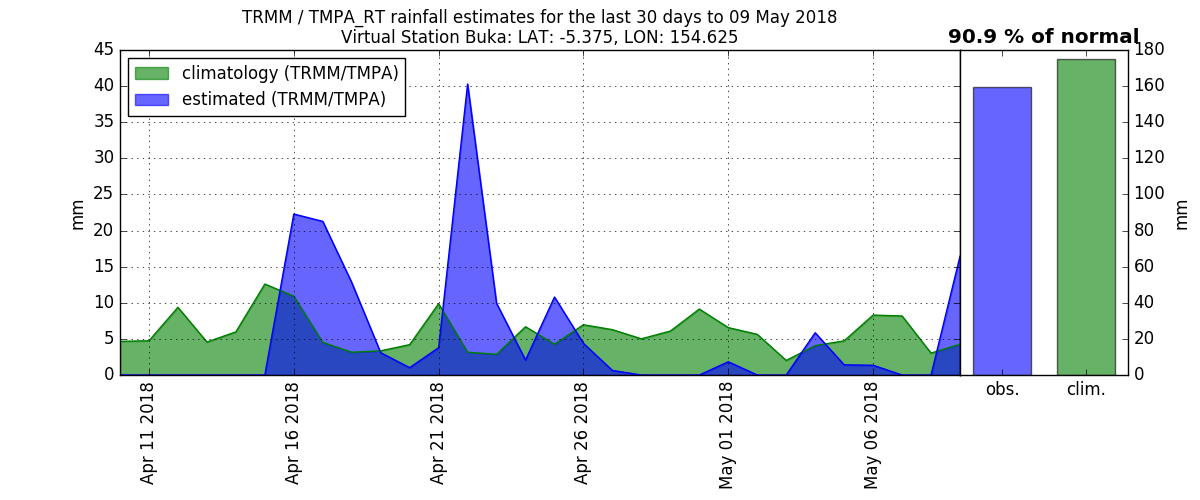 TRMM / TMPA_RT rainfall estimates for the last 30 days to 09 May 2018
Virtual Station Buka: LAT: -5.375, LON: 154.625
90.9 % of normal
climatology (TRMM/TMPA)
estimated (TRMM/TMPA)
mm
45
40
35
30
25
20
15
10
5
0
Apr 11 2018
Apr 16 2018
Apr 21 2018
Apr 26 2018
May 01 2018
May 06 2018
obs.
clim.
180
160
140
120
100
80
60
40
20
0
mm